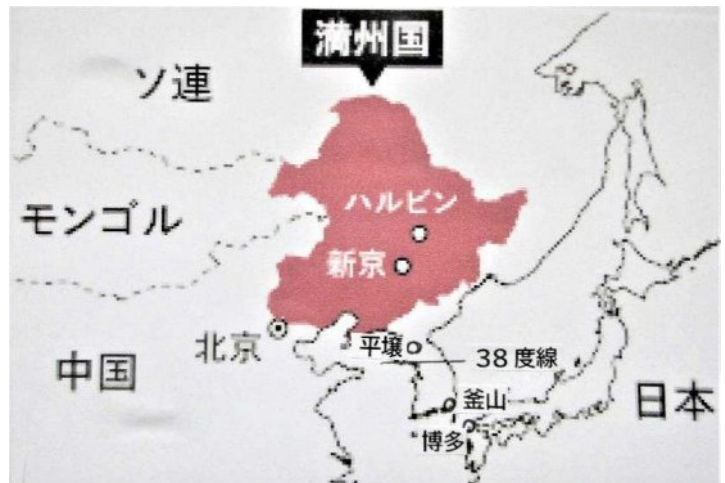 満州国
ソ連
モンゴル
ハルビン
新京
北京
中国
平壌
38度線
釜山
博多
日本